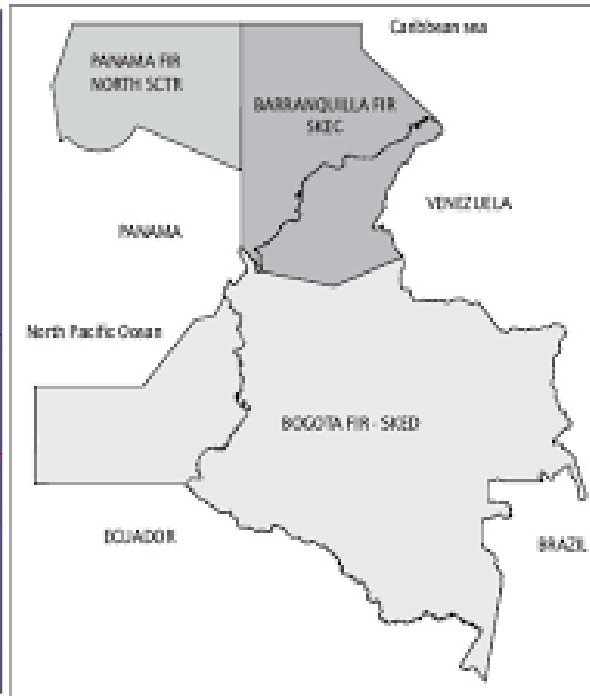 Caribbean sea
PANAMA FIR
NORTH SCTR
BARRANQUILLA FIR
SKEC
VENEZUELA
PANAMA
North Pacific Ocean
BOGOTA FIR - SKED
ECUADOR
BRAZIL